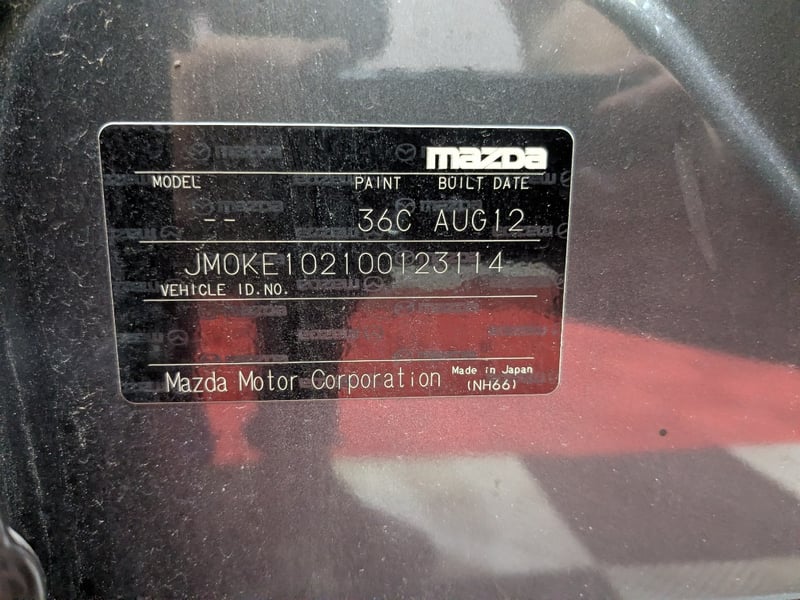 mazda
MODEL PAINT BUILT DATE
-- 36C AUG12
JM0KE102100123114
VEHICLE ID.NO.
Mazda Motor Corporation Made in Japan
(NH66)